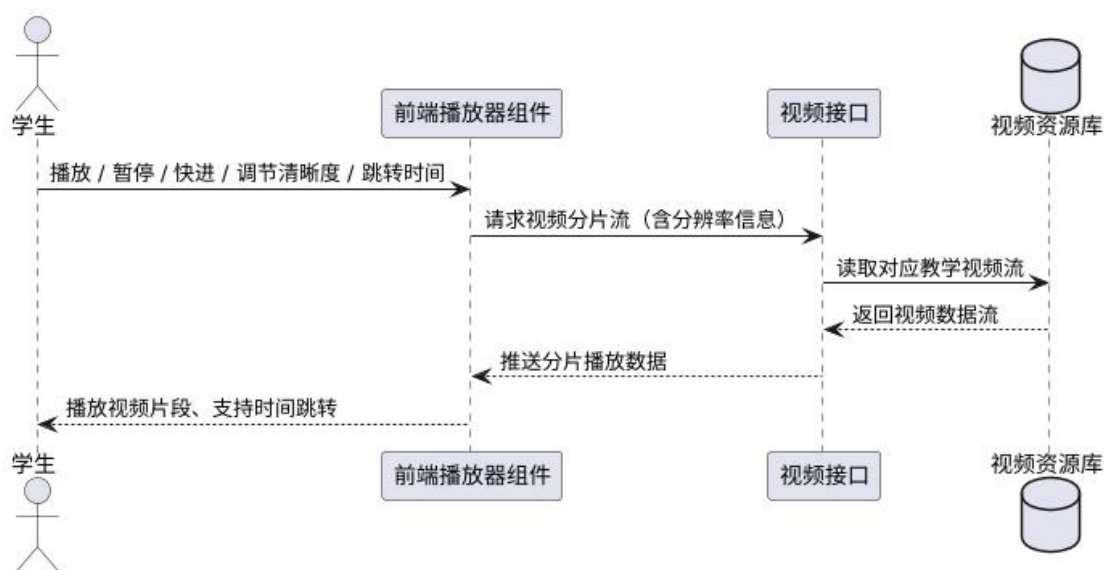 学生
前端播放器组件
视频接口
视频资源库
播放 / 暂停 / 快进 / 调节清晰度 / 跳转时间
请求视频分片流（含分辨率信息）
读取对应教学视频流
返回视频数据流
推送分片播放数据
播放视频片段、支持时间跳转
学生
前端播放器组件
视频接口
视频资源库